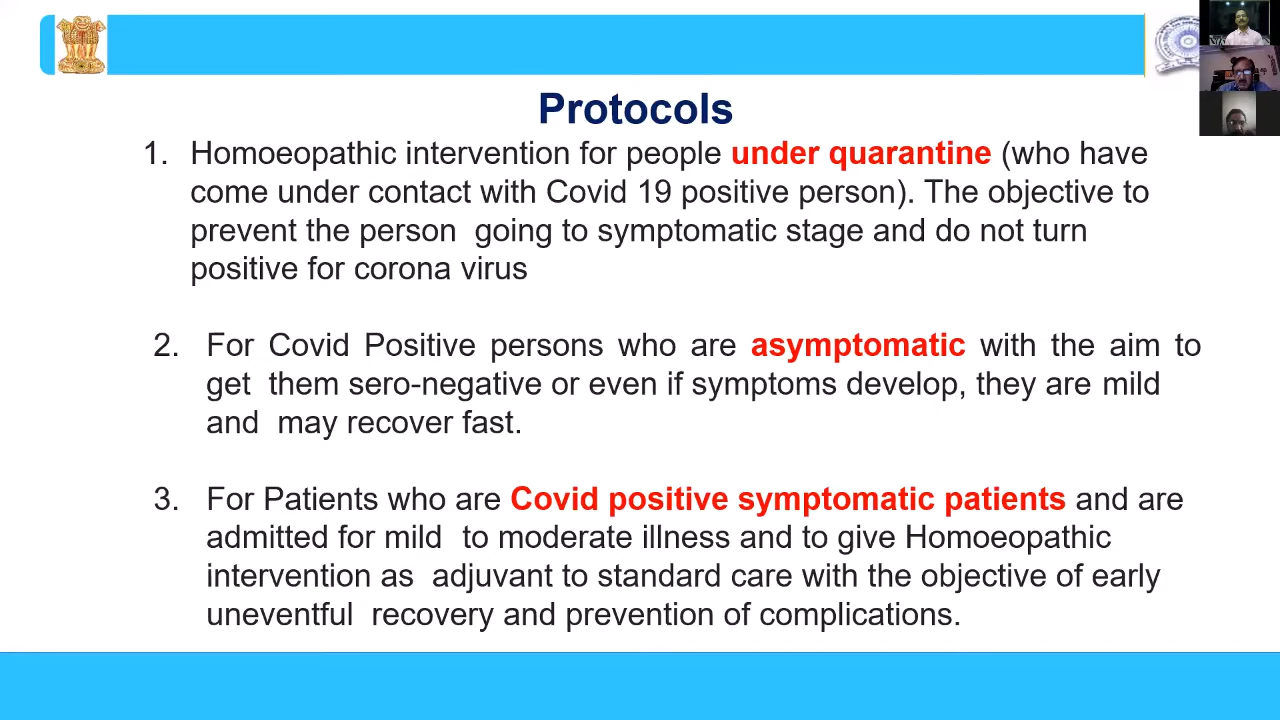 Protocols
1. Homoeopathic intervention for people under quarantine (who have
come under contact with Covid 19 positive person). The objective to
prevent the person going to symptomatic stage and do not turn
positive for corona virus
2. For Covid Positive persons who are asymptomatic with the aim to
get them sero-negative or even if symptoms develop, they are mild
and may recover fast.
3. For Patients who are Covid positive symptomatic patients and are
admitted for mild to moderate illness and to give Homoeopathic
intervention as adjuvant to standard care with the objective of early
uneventful recovery and prevention of complications.